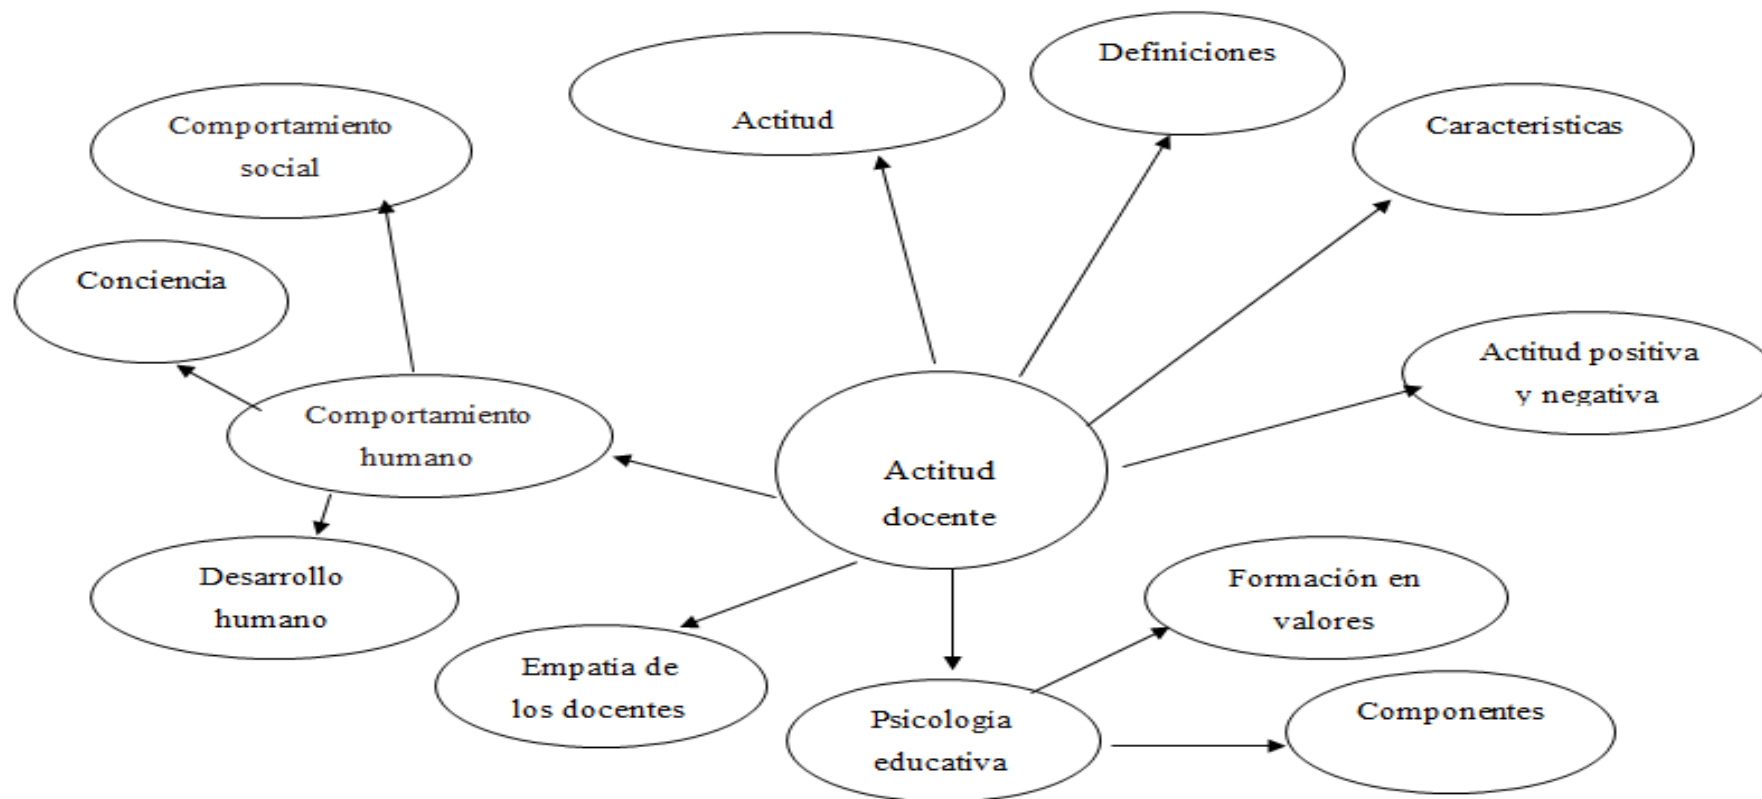 Definiciones
Actitud
Características
Comportamiento
social
Conciencia
Actitud positiva
y negativa
Comportamiento
humano
Actitud
docente
Desarrollo
humano
Formación en
valores
Empatía de
los docentes
Psicología
educativa
Componentes